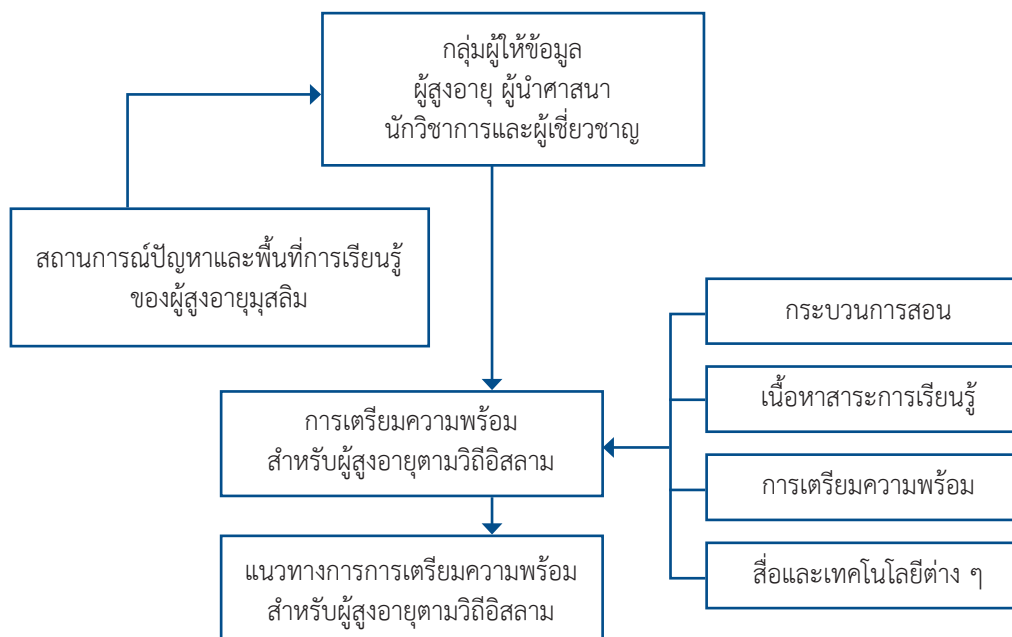 กลุ่มผู้ให้ข้อมูล
ผู้สูงอายุ ผู้นำศาสนา
นักวิชาการและผู้เชี่ยวชาญ
สถานการณ์ปัญหาและพื้นที่การเรียนรู้
ของผู้สูงอายุมุสลิม
กระบวนการสอน
เนื้อหาสาระการเรียนรู้
การเตรียมความพร้อม
สื่อและเทคโนโลยีต่าง ๆ
การเตรียมความพร้อม
สำหรับผู้สูงอายุตามวิถีอิสลาม
แนวทางการการเตรียมความพร้อม
สำหรับผู้สูงอายุตามวิถีอิสลาม